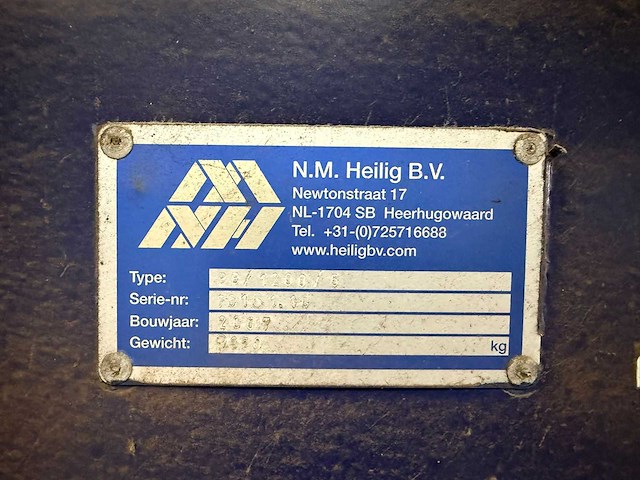 N.M. Heilig B.V.
Newtonstraat 17
NL-1704 SB Heerhugowaard
Tel. +31-(0)725716688
www.heiligbv.com
Type:
Serie-nr:
Bouwjaar:
Gewicht: kg